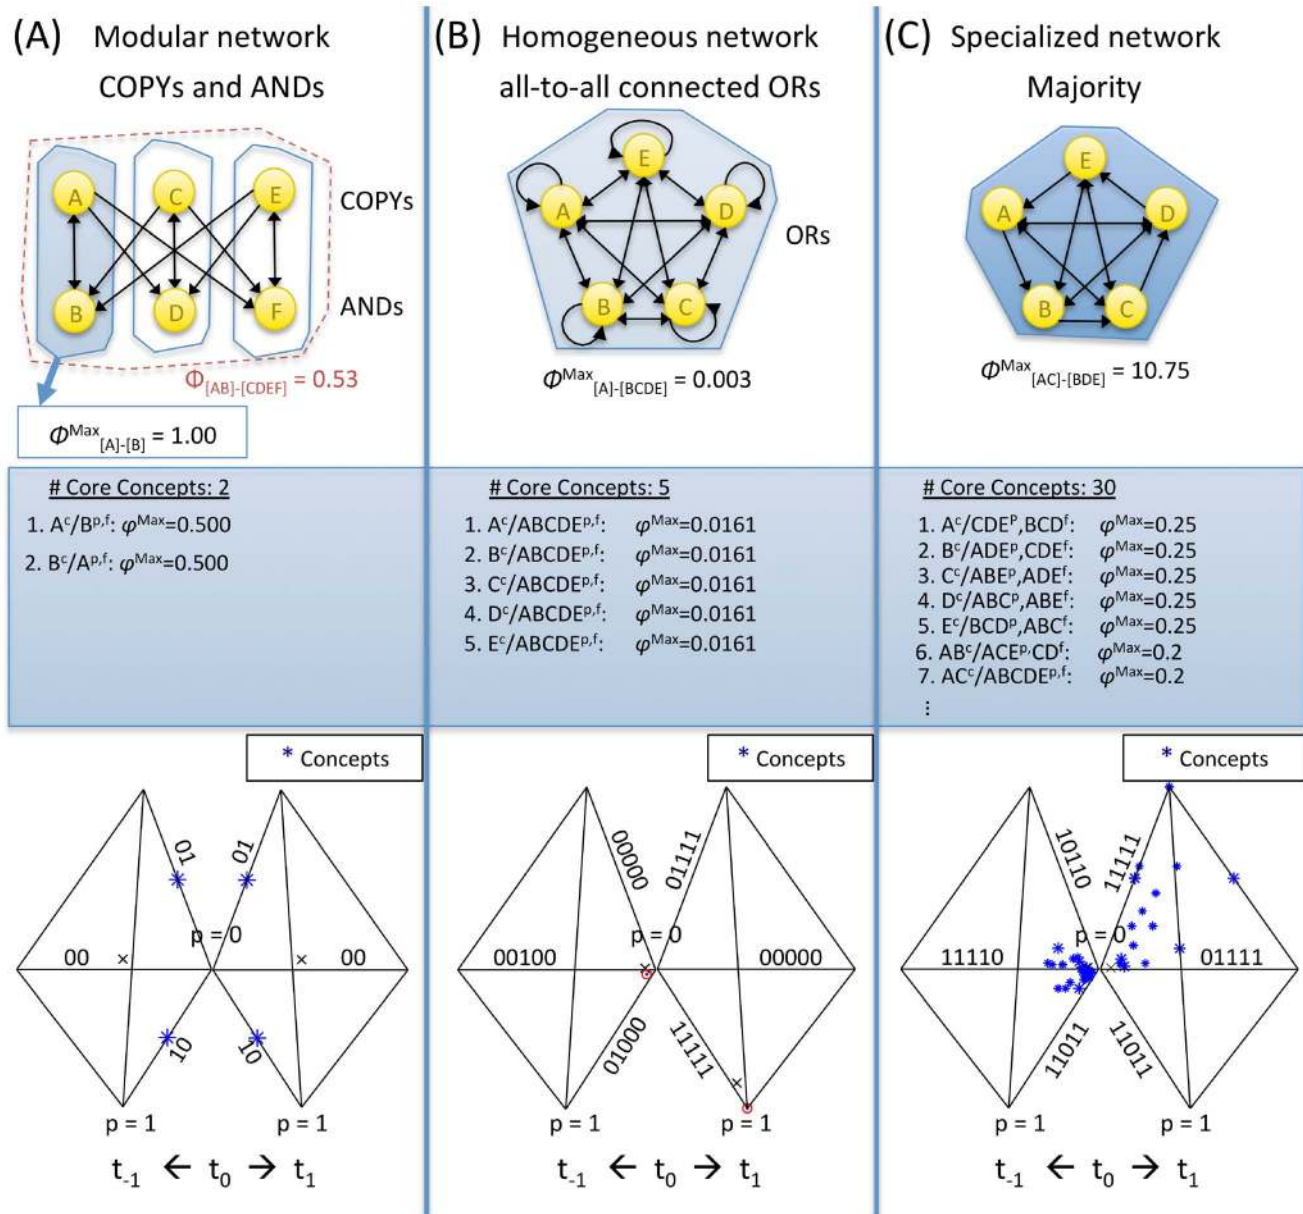 (A) Modular network
COPYs and ANDs
A
C
E
COPYs
B
D
F
ANDs
Φ[AB]-[CDEF] = 0.53
ΦMax[A]-[B] = 1.00
# Core Concepts: 2
1. Ac/Bp,f: φMax=0.500
2. Bc/Ap,f: φMax=0.500
* Concepts
01
01
p = 0
00
00
10
10
p = 1
p = 1
t-1 ← t0 → t1
(B) Homogeneous network
all-to-all connected ORs
E
A
D
ORs
B
C
ΦMax[A]-[BCDE] = 0.003
# Core Concepts: 5
1. Ac/ABCDEp,f: φMax=0.0161
2. Bc/ABCDEp,f: φMax=0.0161
3. Cc/ABCDEp,f: φMax=0.0161
4. Dc/ABCDEp,f: φMax=0.0161
5. Ec/ABCDEp,f: φMax=0.0161
* Concepts
00000
01111
p = 0
00100
00000
01000
11111
p = 1
p = 1
t-1 ← t0 → t1
(C) Specialized network
Majority
E
A
D
B
C
ΦMax[AC]-[BDE] = 10.75
# Core Concepts: 30
1. Ac/CDEp,BCDf: φMax=0.25
2. Bc/ADEp,CDEf: φMax=0.25
3. Cc/ABEp,ADEf: φMax=0.25
4. Dc/ABCp,ABEf: φMax=0.25
5. Ec/BCDp,ABCf: φMax=0.25
6. ABc/ACEp,CDf: φMax=0.2
7. ACc/ABCDEp,f: φMax=0.2
⋮
* Concepts
10110
11111
p = 0
11110
01111
11011
11011
p = 1
p = 1
t-1 ← t0 → t1